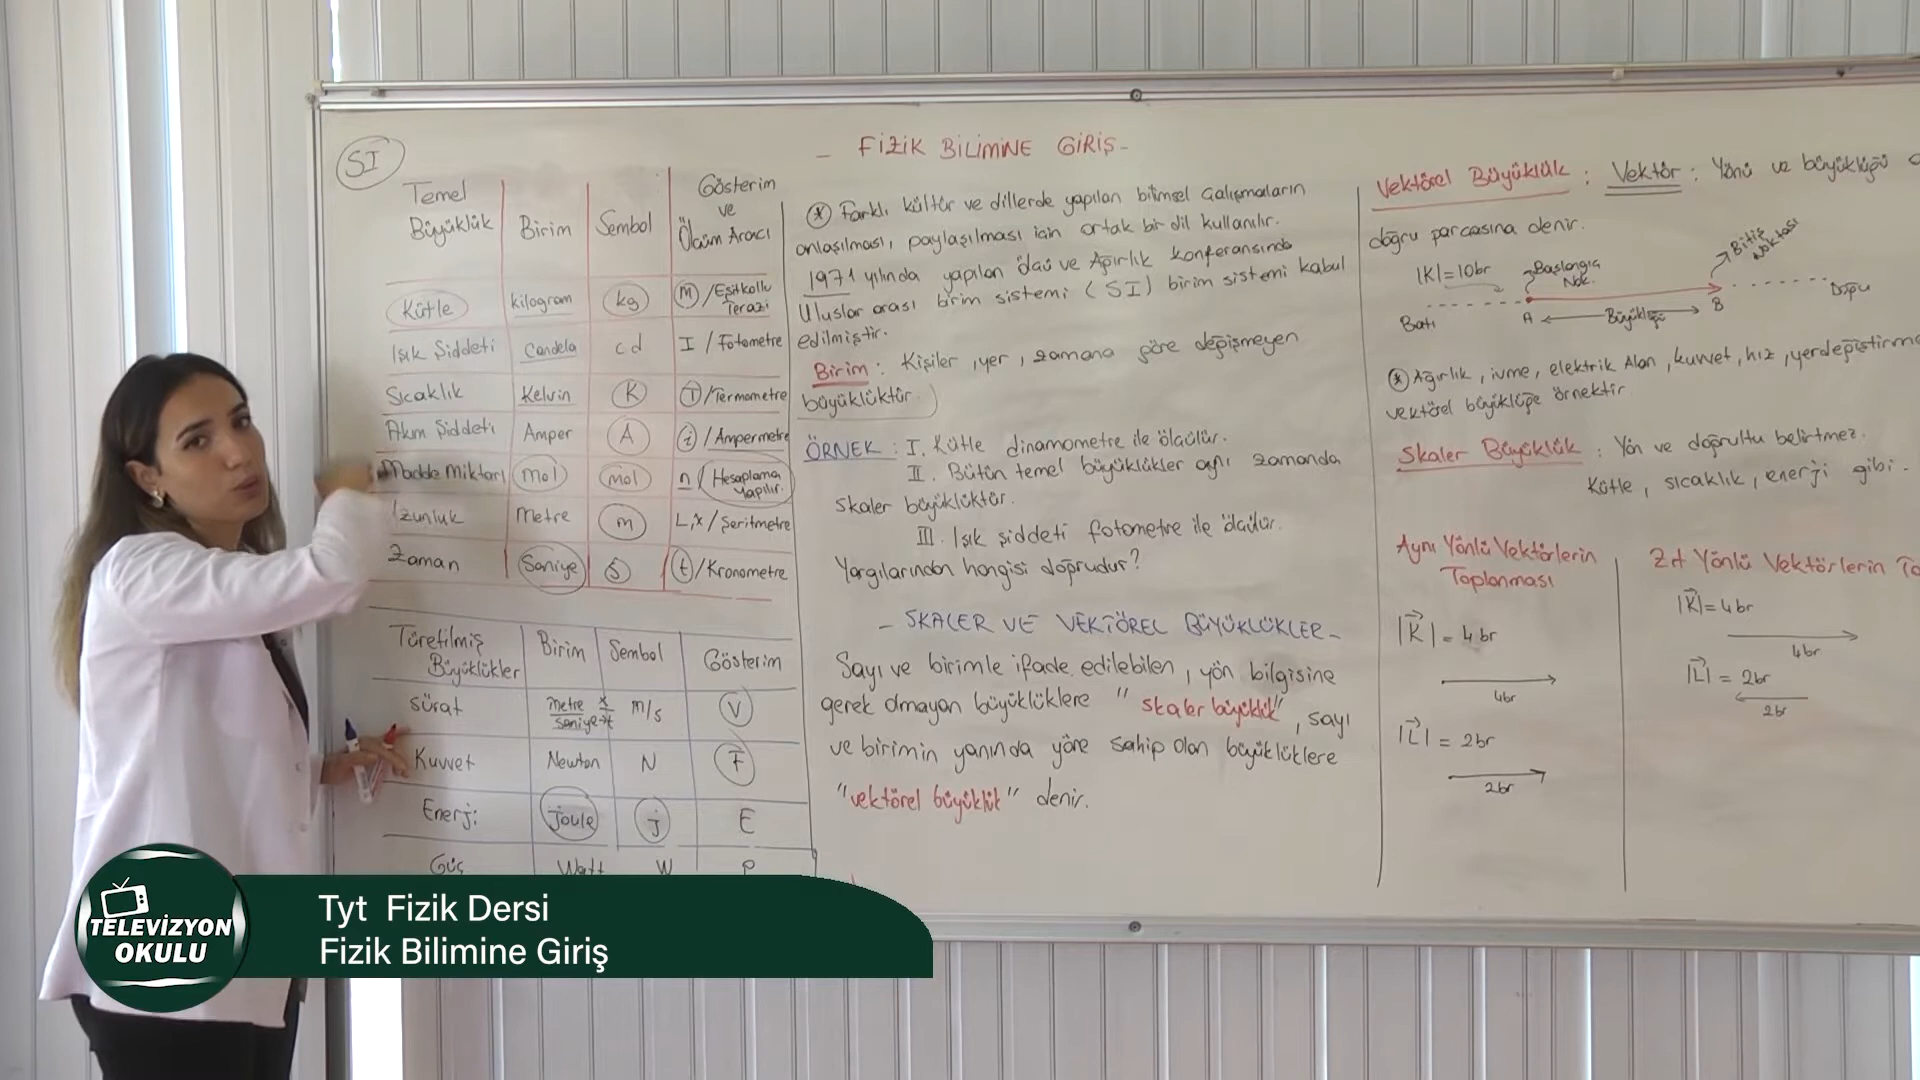 SI
- FİZİK BİLİMİNE GİRİŞ -
Temel Büyüklük Birim Sembol Gösterim ve Ölçüm Aracı
Kütle kilogram kg m / Eşitkollu Terazi
Işık Şiddeti Candela cd I / Fotometre
Sıcaklık Kelvin K T / Termometre
Akım Şiddeti Amper A i / Ampermetre
Madde Miktarı mol mol n / Hesaplama Yapılır.
Uzunluk Metre m L,x / Şeritmetre
Zaman Saniye s t / Kronometre
Türetilmiş Büyüklükler Birim Sembol Gösterim
Sürat metre x / saniye → t m/s V
Kuvvet Newton N F
Enerji joule j E
Güç Watt W P
* Farklı kültür ve dillerde yapılan bilimsel çalışmaların
anlaşılması, paylaşılması için ortak bir dil kullanılır.
1971 yılında yapılan ölçü ve Ağırlık konferansında
Uluslar arası birim sistemi (SI) birim sistemi kabul
edilmiştir.
Birim : Kişiler, yer, zamana göre değişmeyen
büyüklüktür.
ÖRNEK : I. Kütle dinamometre ile ölçülür.
II. Bütün temel büyüklükler aynı zamanda
skaler büyüklüktür.
III. Işık şiddeti fotometre ile ölçülür.
Yargılarından hangisi doğrudur?
- SKALER VE VEKTÖREL BÜYÜKLÜKLER -
Sayı ve birimle ifade edilebilen, yön bilgisine
gerek olmayan büyüklüklere "skaler büyüklük", sayı
ve birimin yanında yöne sahip olan büyüklüklere
"vektörel büyüklük" denir.
Vektörel Büyüklük : Vektör : Yönü ve büyüklüğü
doğru parçasına denir.
|K|=10br
Başlangıç Nok.
Bitiş Noktası
Batı A Büyüklüğü B Doğu
* Ağırlık, ivme, elektrik Alan, kuvvet, hız, yerdeğiştirme
vektörel büyüklüğe örnektir
Skaler Büyüklük : Yön ve doğrultu belirtmez.
Kütle, sıcaklık, enerji gibi.
Aynı Yönlü Vektörlerin
Toplanması
|K⃗| = 4br
4br
|L⃗| = 2br
2br
Zıt Yönlü Vektörlerin
|K⃗| = 4br
4br
|L⃗| = 2br
2br
TELEVİZYON
OKULU
Tyt Fizik Dersi
Fizik Bilimine Giriş